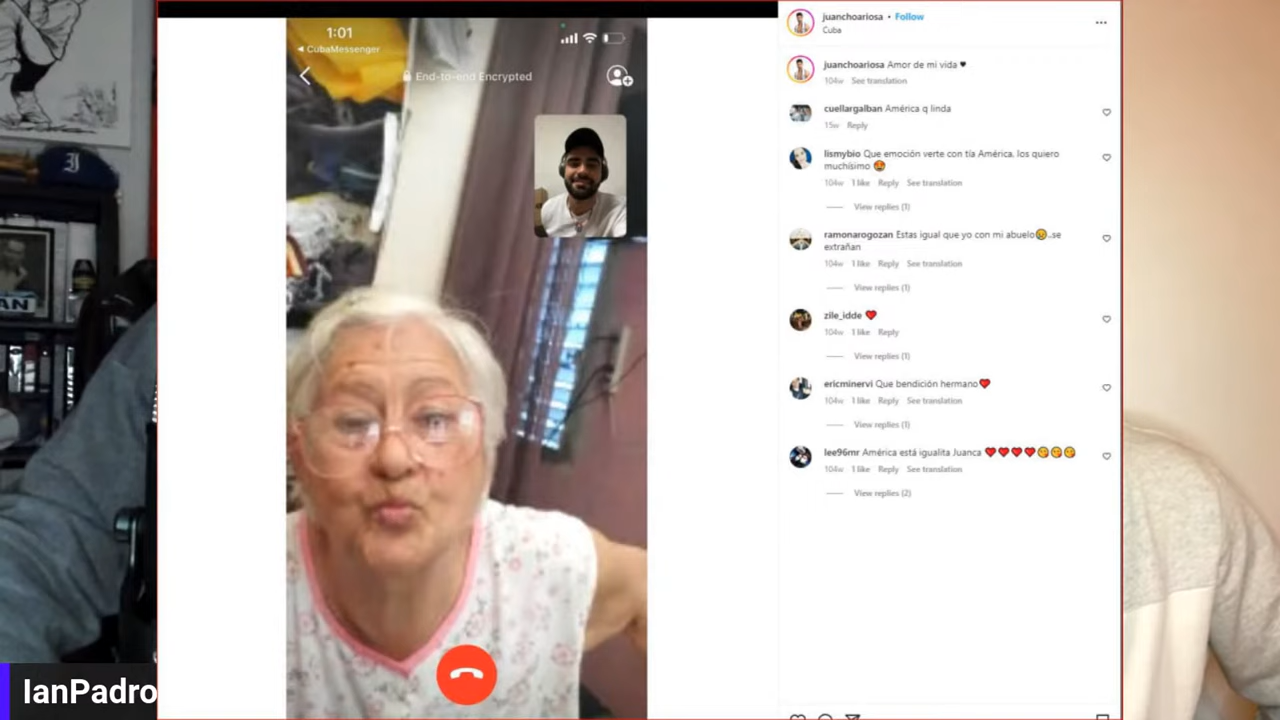 1:01
CubaMessenger
End-to-end Encrypted
AN
IanPadro
juanchoariosa • Follow
Cuba
juanchoariosa Amor de mi vida
104w See translation
cuellargalban América q linda
15w Reply
lismybio Que emoción verte con tía América, los quiero
muchísimo
104w 1 like Reply See translation
View replies (1)
ramonarogozan Estas igual que yo con mi abuelo..se
extrañan
104w 1 like Reply See translation
View replies (1)
zile_idde
104w 1 like Reply
View replies (1)
ericminervi Que bendición hermano
104w 1 like Reply See translation
View replies (1)
lee96mr América está igualita Juanca
104w 1 like Reply See translation
View replies (2)